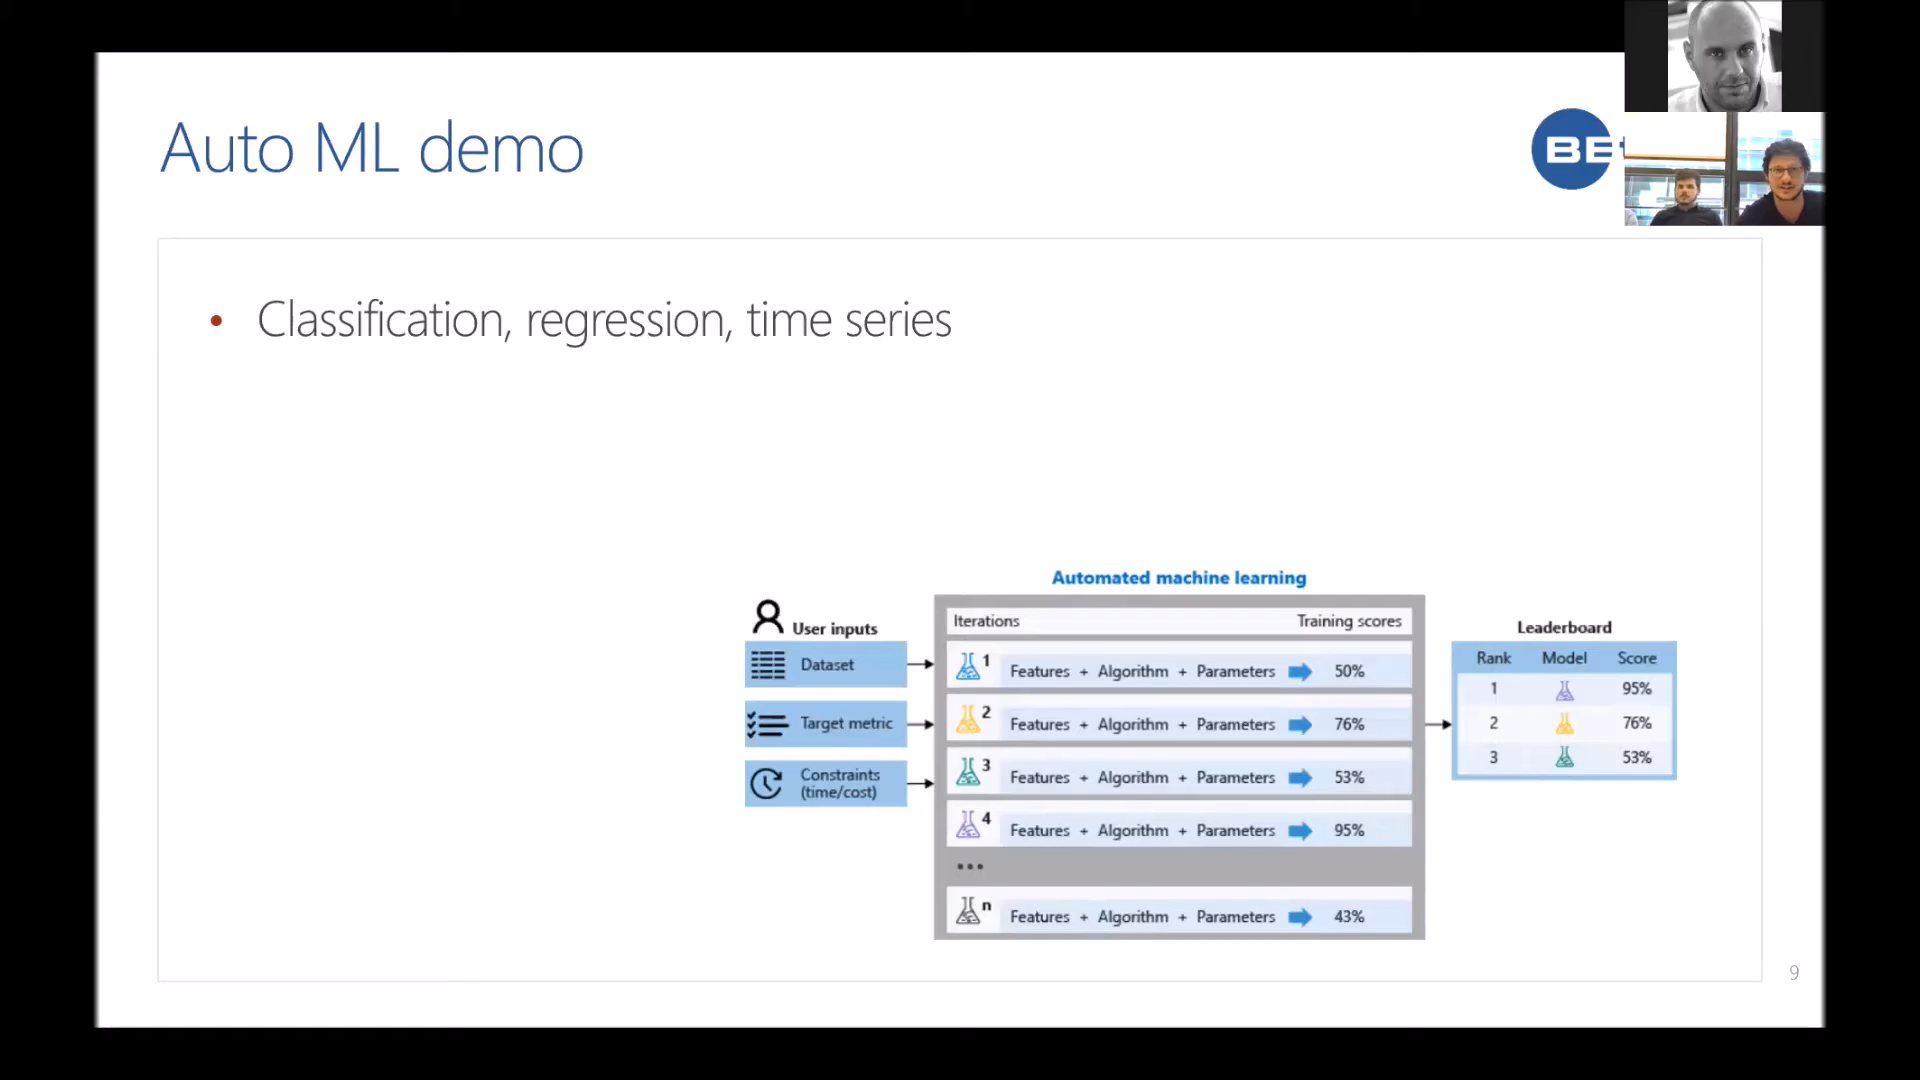 Auto ML demo
BE
• Classification, regression, time series
Automated machine learning
User inputs
Dataset
Target metric
Constraints
(time/cost)
Iterations Training scores
1 Features + Algorithm + Parameters 50%
2 Features + Algorithm + Parameters 76%
3 Features + Algorithm + Parameters 53%
4 Features + Algorithm + Parameters 95%
...
n Features + Algorithm + Parameters 43%
Leaderboard
Rank Model Score
1 95%
2 76%
3 53%
9